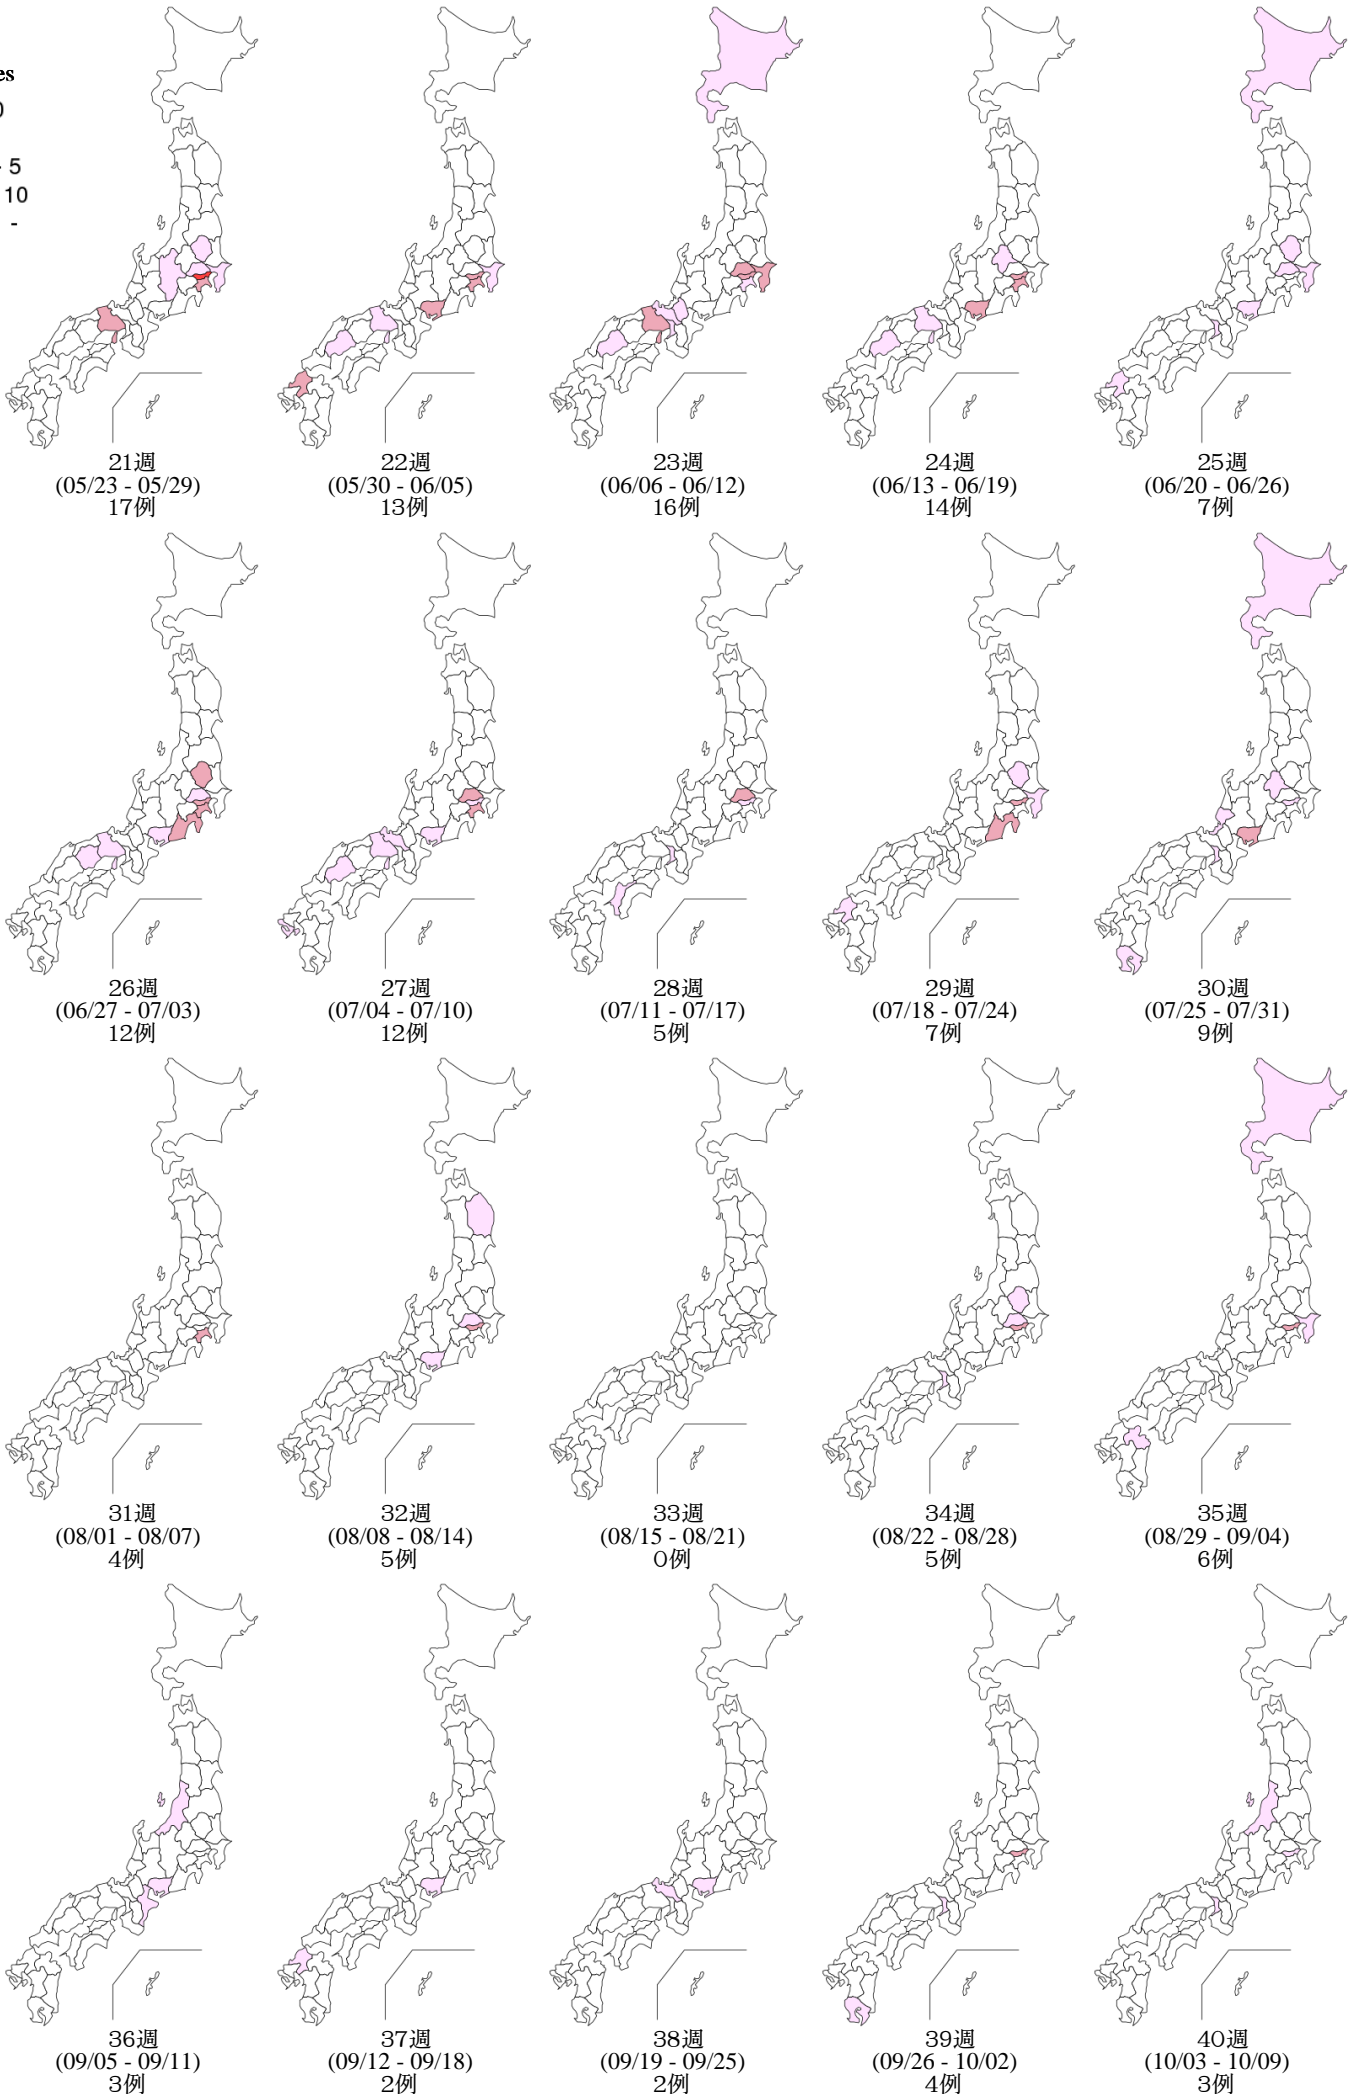 es
0
- 5
10
-
21週
(05/23 - 05/29)
17例
22週
(05/30 - 06/05)
13例
23週
(06/06 - 06/12)
16例
24週
(06/13 - 06/19)
14例
25週
(06/20 - 06/26)
7例
26週
(06/27 - 07/03)
12例
27週
(07/04 - 07/10)
12例
28週
(07/11 - 07/17)
5例
29週
(07/18 - 07/24)
7例
30週
(07/25 - 07/31)
9例
31週
(08/01 - 08/07)
4例
32週
(08/08 - 08/14)
5例
33週
(08/15 - 08/21)
0例
34週
(08/22 - 08/28)
5例
35週
(08/29 - 09/04)
6例
36週
(09/05 - 09/11)
3例
37週
(09/12 - 09/18)
2例
38週
(09/19 - 09/25)
2例
39週
(09/26 - 10/02)
4例
40週
(10/03 - 10/09)
3例